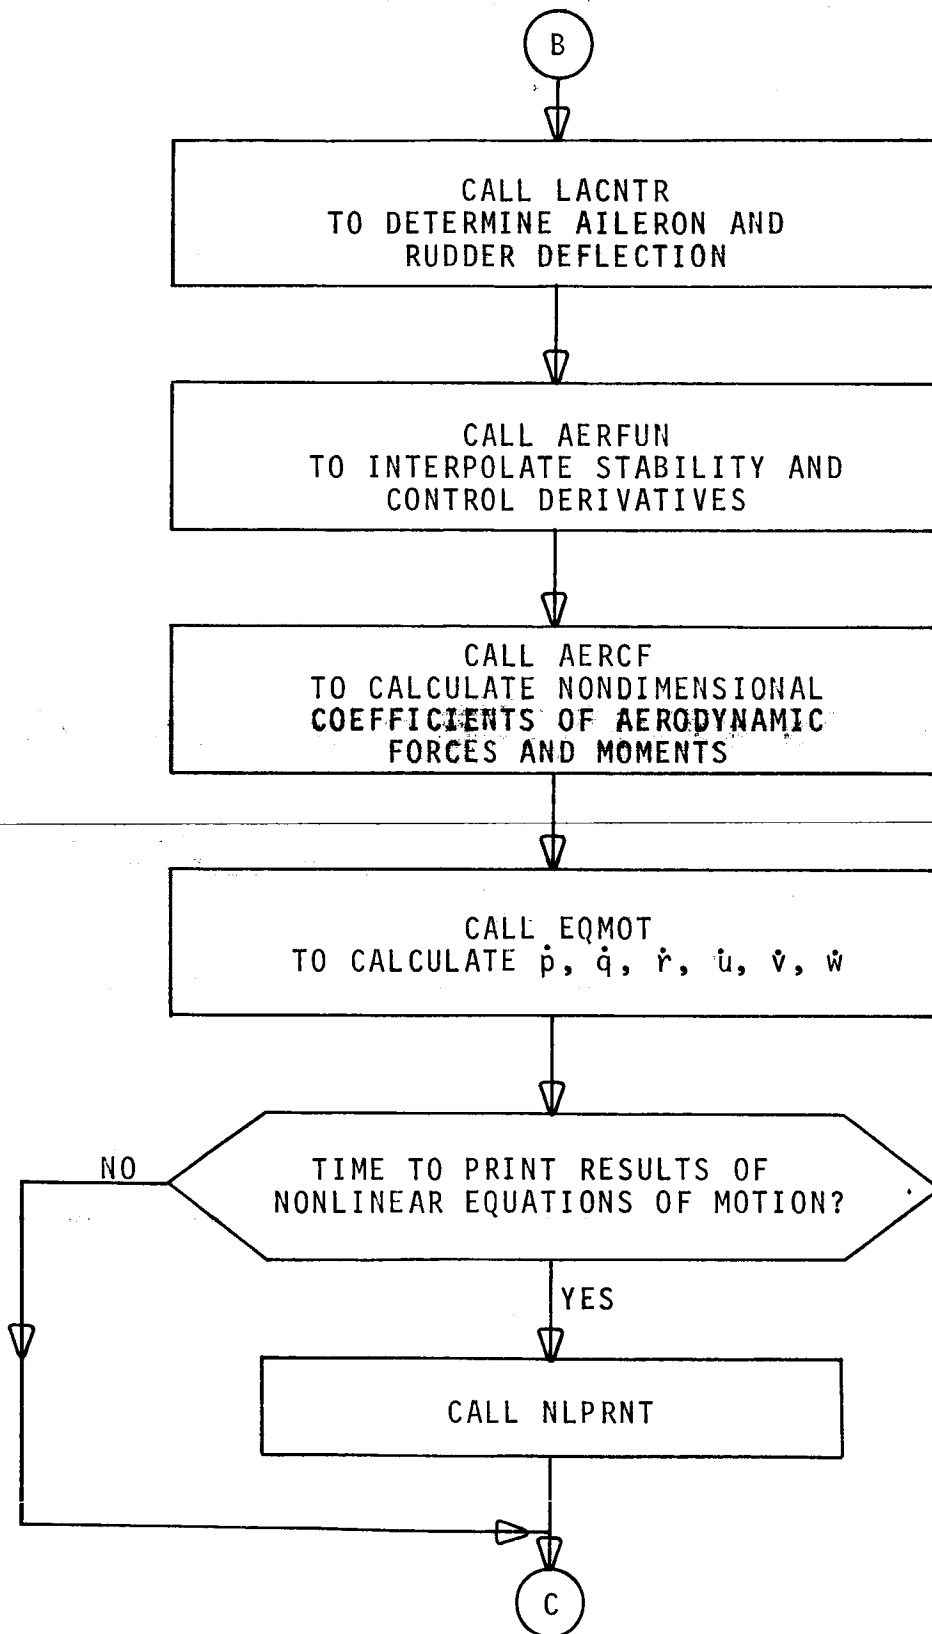 B
CALL LACNTR
TO DETERMINE AILERON AND
RUDDER DEFLECTION
CALL AERFUN
TO INTERPOLATE STABILITY AND
CONTROL DERIVATIVES
CALL AERCF
TO CALCULATE NONDIMENSIONAL
COEFFICIENTS OF AERODYNAMIC
FORCES AND MOMENTS
CALL EQMOT
TO CALCULATE ṗ, q̇, ṙ, u̇, v̇, ẇ
NO
TIME TO PRINT RESULTS OF
NONLINEAR EQUATIONS OF MOTION?
YES
CALL NLPRNT
C